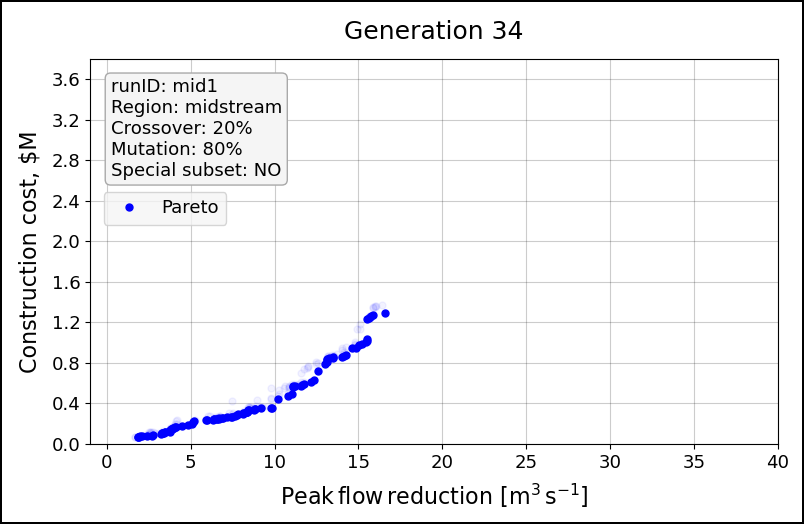 Generation 34
Construction cost, $M
3.6
3.2
2.8
2.4
2.0
1.6
1.2
0.8
0.4
0.0
runID: mid1
Region: midstream
Crossover: 20%
Mutation: 80%
Special subset: NO
Pareto
0 5 10 15 20 25 30 35 40
Peak flow reduction [m³ s⁻¹]